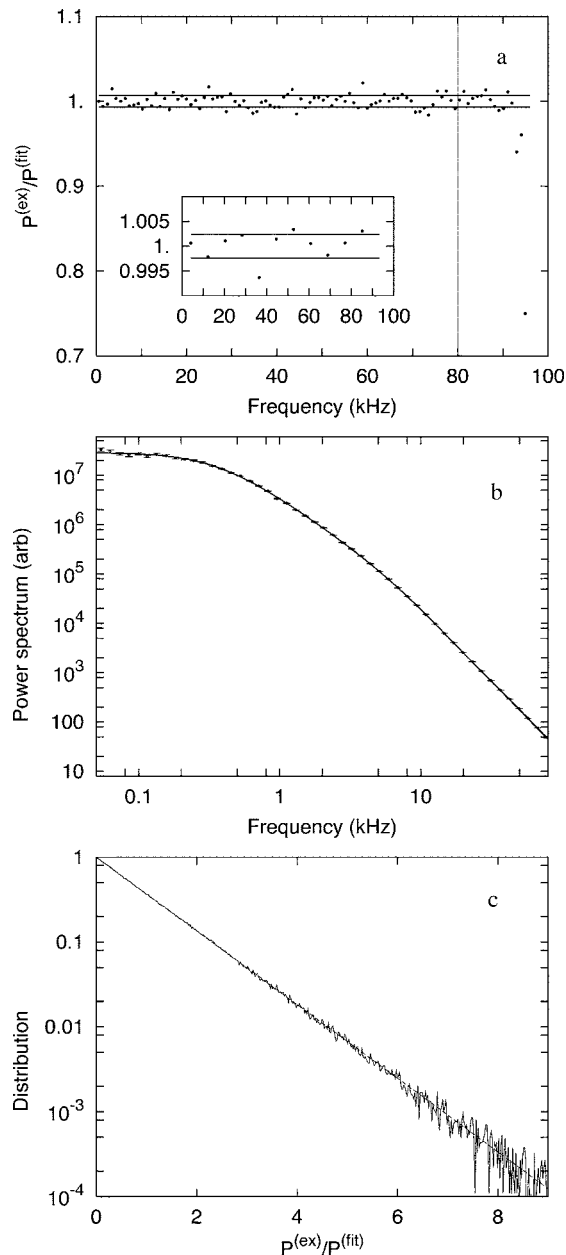 1.1
a
1.
0.9
0.8
0.7
P(ex)/P(fit)
1.005
1.
0.995
0 20 40 60 80 100
0 20 40 60 80 100
Frequency (kHz)
b
10^7
10^6
10^5
10^4
10^3
100
10
Power spectrum (arb)
0.1 1 10
Frequency (kHz)
c
1
0.1
0.01
10^-3
10^-4
Distribution
0 2 4 6 8
P(ex)/P(fit)